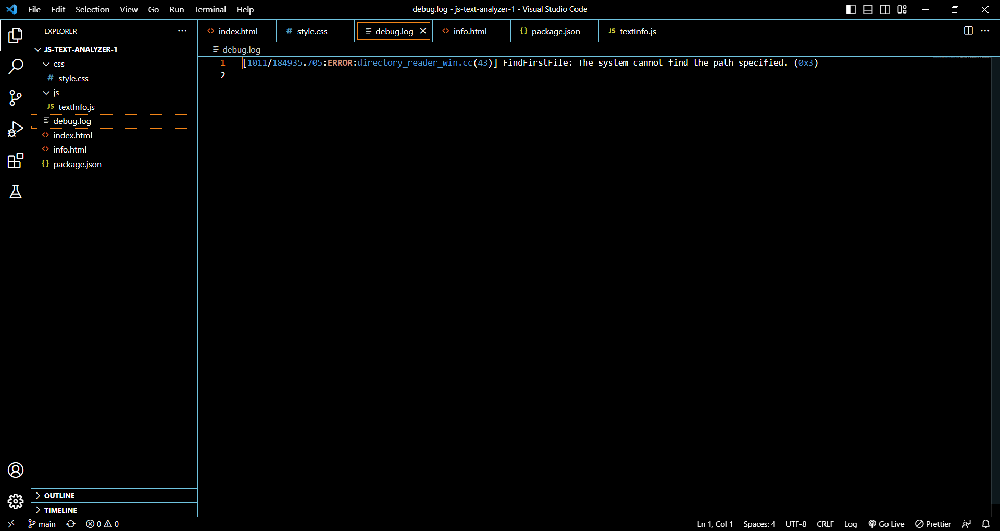 File Edit Selection View Go Run Terminal Help
debug.log - js-text-analyzer-1 - Visual Studio Code
EXPLORER
JS-TEXT-ANALYZER-1
css
# style.css
js
JS textInfo.js
debug.log
<> index.html
<> info.html
{} package.json
OUTLINE
TIMELINE
<> index.html # style.css debug.log <> info.html {} package.json JS textInfo.js
debug.log
1 [1011/184935.705:ERROR:directory_reader_win.cc(43)] FindFirstFile: The system cannot find the path specified. (0x3)
2
main 0 0 Ln 1, Col 1 Spaces: 4 UTF-8 CRLF Log Go Live Prettier